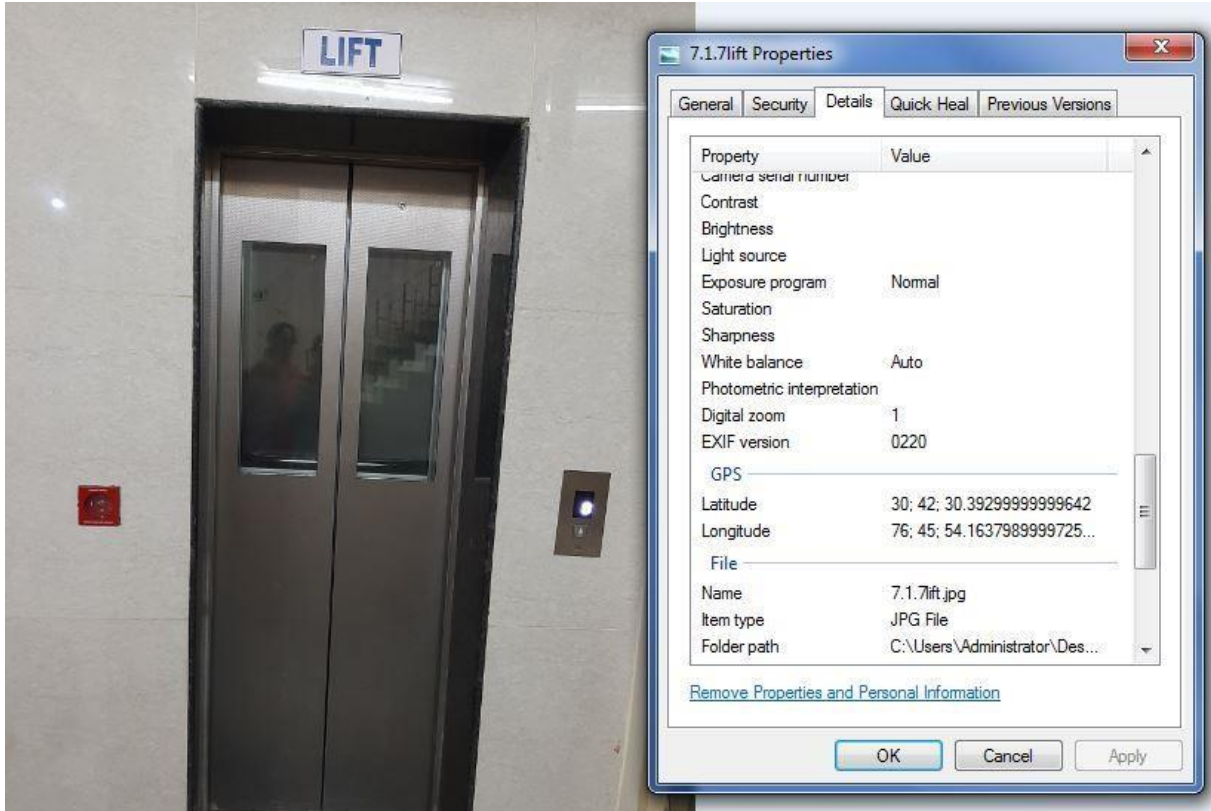 LIFT
7.1.7lift Properties
General Security Details Quick Heal Previous Versions
Property Value
Camera serial number
Contrast
Brightness
Light source
Exposure program Normal
Saturation
Sharpness
White balance Auto
Photometric interpretation
Digital zoom 1
EXIF version 0220
GPS
Latitude 30; 42; 30.39299999999642
Longitude 76; 45; 54.1637989999725...
File
Name 7.1.7lift.jpg
Item type JPG File
Folder path C:\Users\Administrator\Des...
Remove Properties and Personal Information
OK Cancel Apply